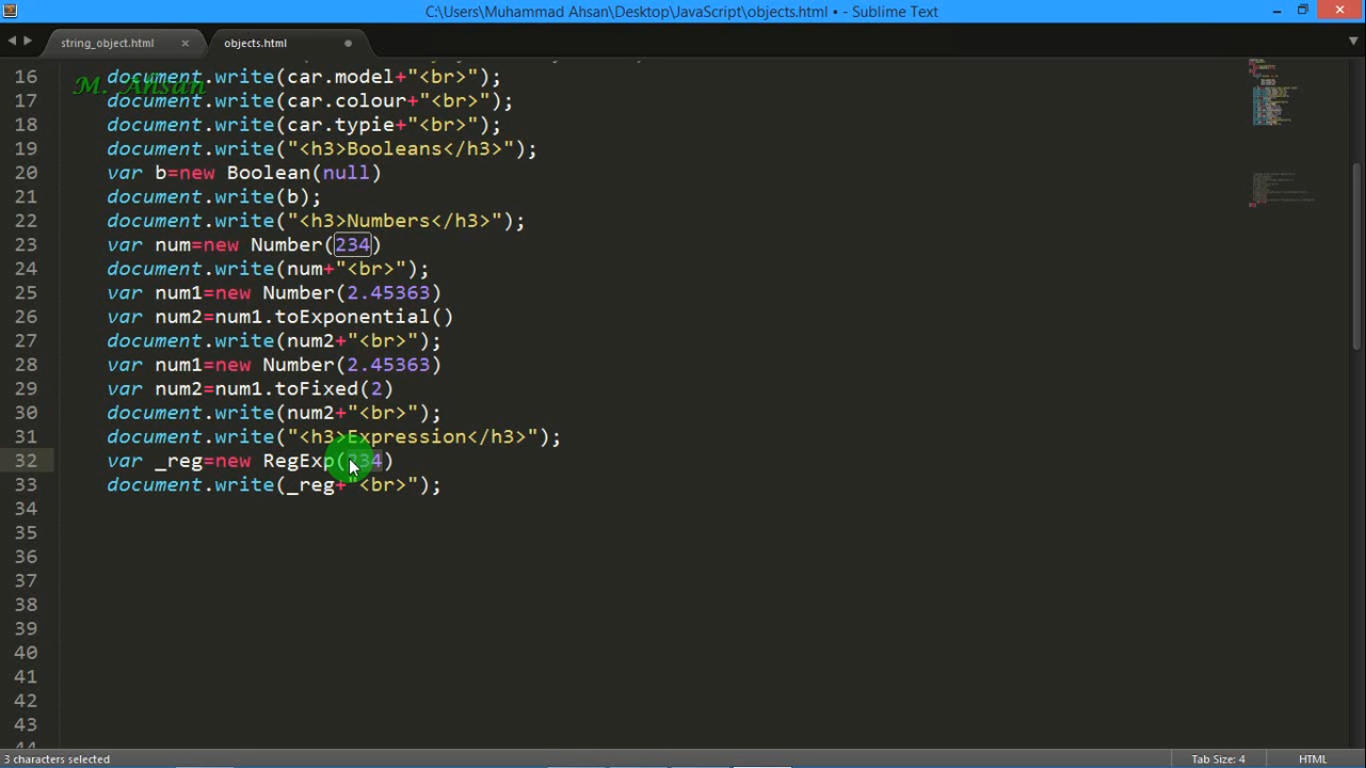 C:\Users\Muhammad Ahsan\Desktop\JavaScript\objects.html • - Sublime Text
string_object.html × objects.html
M. Ahsan
16 document.write(car.model+"<br>");
17 document.write(car.colour+"<br>");
18 document.write(car.typie+"<br>");
19 document.write("<h3>Booleans</h3>");
20 var b=new Boolean(null)
21 document.write(b);
22 document.write("<h3>Numbers</h3>");
23 var num=new Number(234)
24 document.write(num+"<br>");
25 var num1=new Number(2.45363)
26 var num2=num1.toExponential()
27 document.write(num2+"<br>");
28 var num1=new Number(2.45363)
29 var num2=num1.toFixed(2)
30 document.write(num2+"<br>");
31 document.write("<h3>Expression</h3>");
32 var _reg=new RegExp(234)
33 document.write(_reg+"<br>");
34
35
36
37
38
39
40
41
42
43
3 characters selected Tab Size: 4 HTML